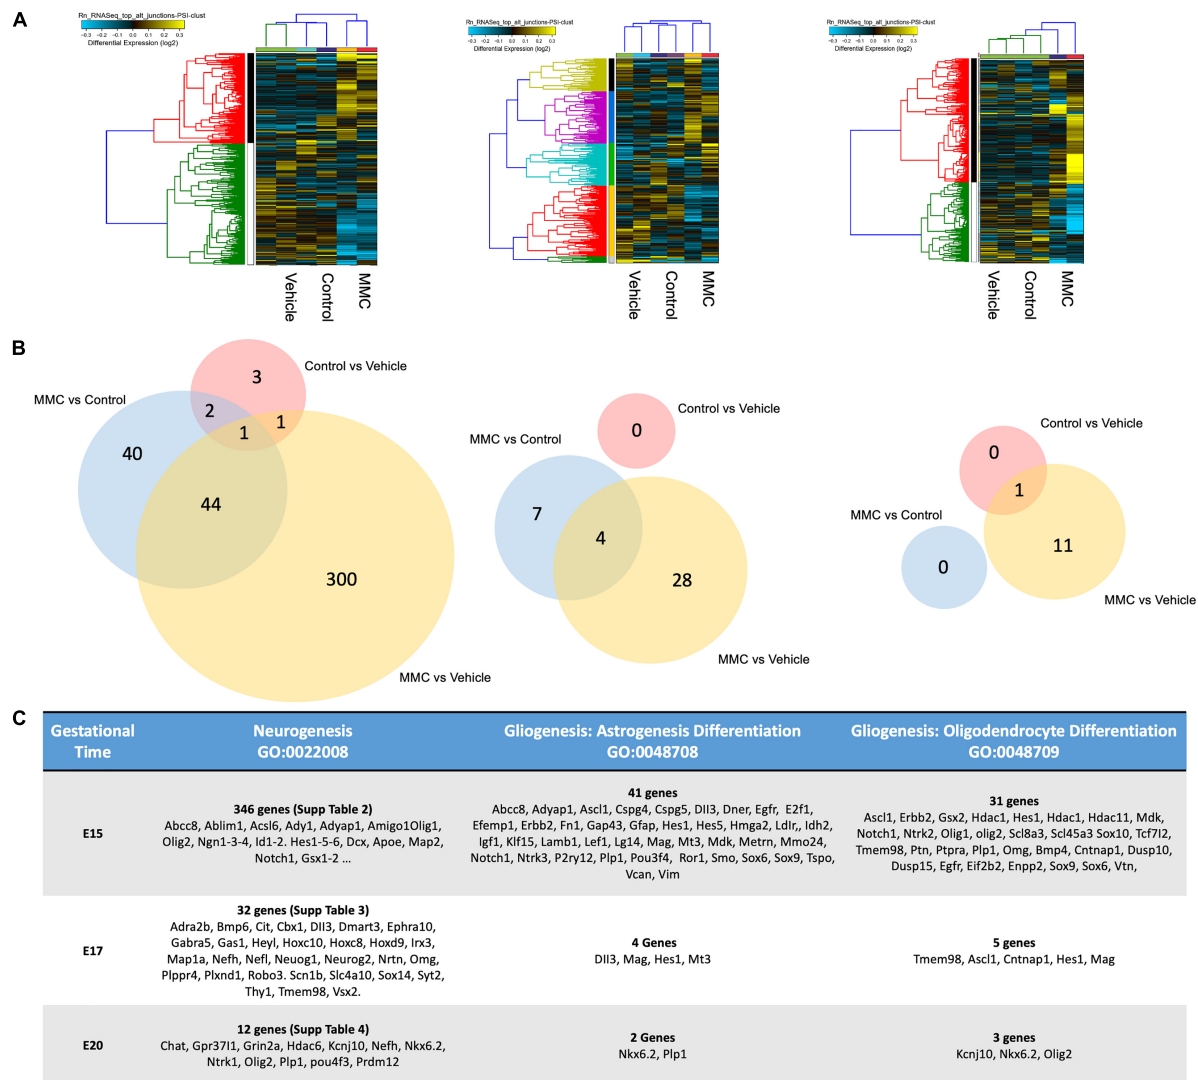 A
Rn_RNASeq_top_alt_junctions-PSI-clust
-0.3 -0.2 -0.1 0.0 0.1 0.2 0.3
Differential Expression (log2)
Vehicle
Control
MMC
Rn_RNASeq_top_alt_junctions-PSI-clust
-0.3 -0.2 -0.1 0.0 0.1 0.2 0.3
Differential Expression (log2)
Vehicle
Control
MMC
Rn_RNASeq_top_alt_junctions-PSI-clust
-0.3 -0.2 -0.1 0.0 0.1 0.2 0.3
Differential Expression (log2)
Vehicle
Control
MMC
B
Control vs Vehicle
MMC vs Control
3
2
1
1
40
44
300
MMC vs Vehicle
Control vs Vehicle
0
MMC vs Control
7
4
28
MMC vs Vehicle
Control vs Vehicle
0
1
MMC vs Control
0
11
MMC vs Vehicle
C
Gestational
Time
Neurogenesis
GO:0022008
Gliogenesis: Astrogenesis Differentiation
GO:0048708
Gliogenesis: Oligodendrocyte Differentiation
GO:0048709
E15
346 genes (Supp Table 2)
Abcc8, Ablim1, Acsl6, Ady1, Adyap1, Amigo1Olig1,
Olig2, Ngn1-3-4, Id1-2. Hes1-5-6, Dcx, Apoe, Map2,
Notch1, Gsx1-2 ...
41 genes
Abcc8, Adyap1, Ascl1, Cspg4, Cspg5, Dll3, Dner, Egfr, E2f1,
Efemp1, Erbb2, Fn1, Gap43, Gfap, Hes1, Hes5, Hmga2, Ldlr,, Idh2,
Igf1, Klf15, Lamb1, Lef1, Lg14, Mag, Mt3, Mdk, Metrn, Mmo24,
Notch1, Ntrk3, P2ry12, Plp1, Pou3f4, Ror1, Smo, Sox6, Sox9, Tspo,
Vcan, Vim
31 genes
Ascl1, Erbb2, Gsx2, Hdac1, Hes1, Hdac1, Hdac11, Mdk,
Notch1, Ntrk2, Olig1, olig2, Scl8a3, Scl45a3 Sox10, Tcf7l2,
Tmem98, Ptn, Ptpra, Plp1, Omg, Bmp4, Cntnap1, Dusp10,
Dusp15, Egfr, Eif2b2, Enpp2, Sox9, Sox6, Vtn,
E17
32 genes (Supp Table 3)
Adra2b, Bmp6, Cit, Cbx1, Dll3, Dmart3, Ephra10,
Gabra5, Gas1, Heyl, Hoxc10, Hoxc8, Hoxd9, Irx3,
Map1a, Nefh, Nefl, Neuog1, Neurog2, Nrtn, Omg,
Plppr4, Plxnd1, Robo3. Scn1b, Slc4a10, Sox14, Syt2,
Thy1, Tmem98, Vsx2.
4 Genes
Dll3, Mag, Hes1, Mt3
5 genes
Tmem98, Ascl1, Cntnap1, Hes1, Mag
E20
12 genes (Supp Table 4)
Chat, Gpr37l1, Grin2a, Hdac6, Kcnj10, Nefh, Nkx6.2,
Ntrk1, Olig2, Plp1, pou4f3, Prdm12
2 Genes
Nkx6.2, Plp1
3 genes
Kcnj10, Nkx6.2, Olig2